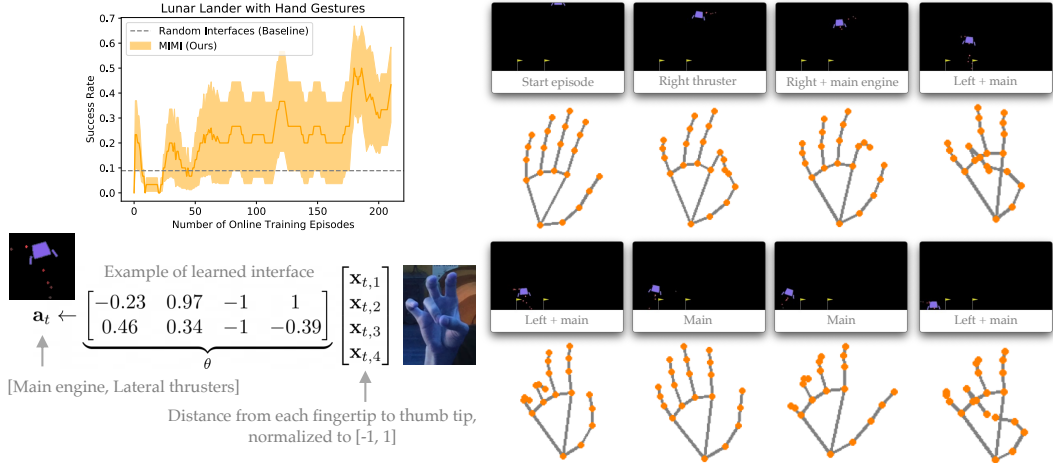 Lunar Lander with Hand Gestures
Success Rate
0.7
0.6
0.5
0.4
0.3
0.2
0.1
0.0
Random Interfaces (Baseline)
MIMI (Ours)
0 50 100 150 200
Number of Online Training Episodes
Start episode
Right thruster
Right + main engine
Left + main
Left + main
Main
Main
Left + main
Example of learned interface
a_t ← [−0.23 0.97 −1 1
0.46 0.34 −1 −0.39]
θ
[x_{t,1}
x_{t,2}
x_{t,3}
x_{t,4}]
[Main engine, Lateral thrusters]
Distance from each fingertip to thumb tip,
normalized to [-1, 1]